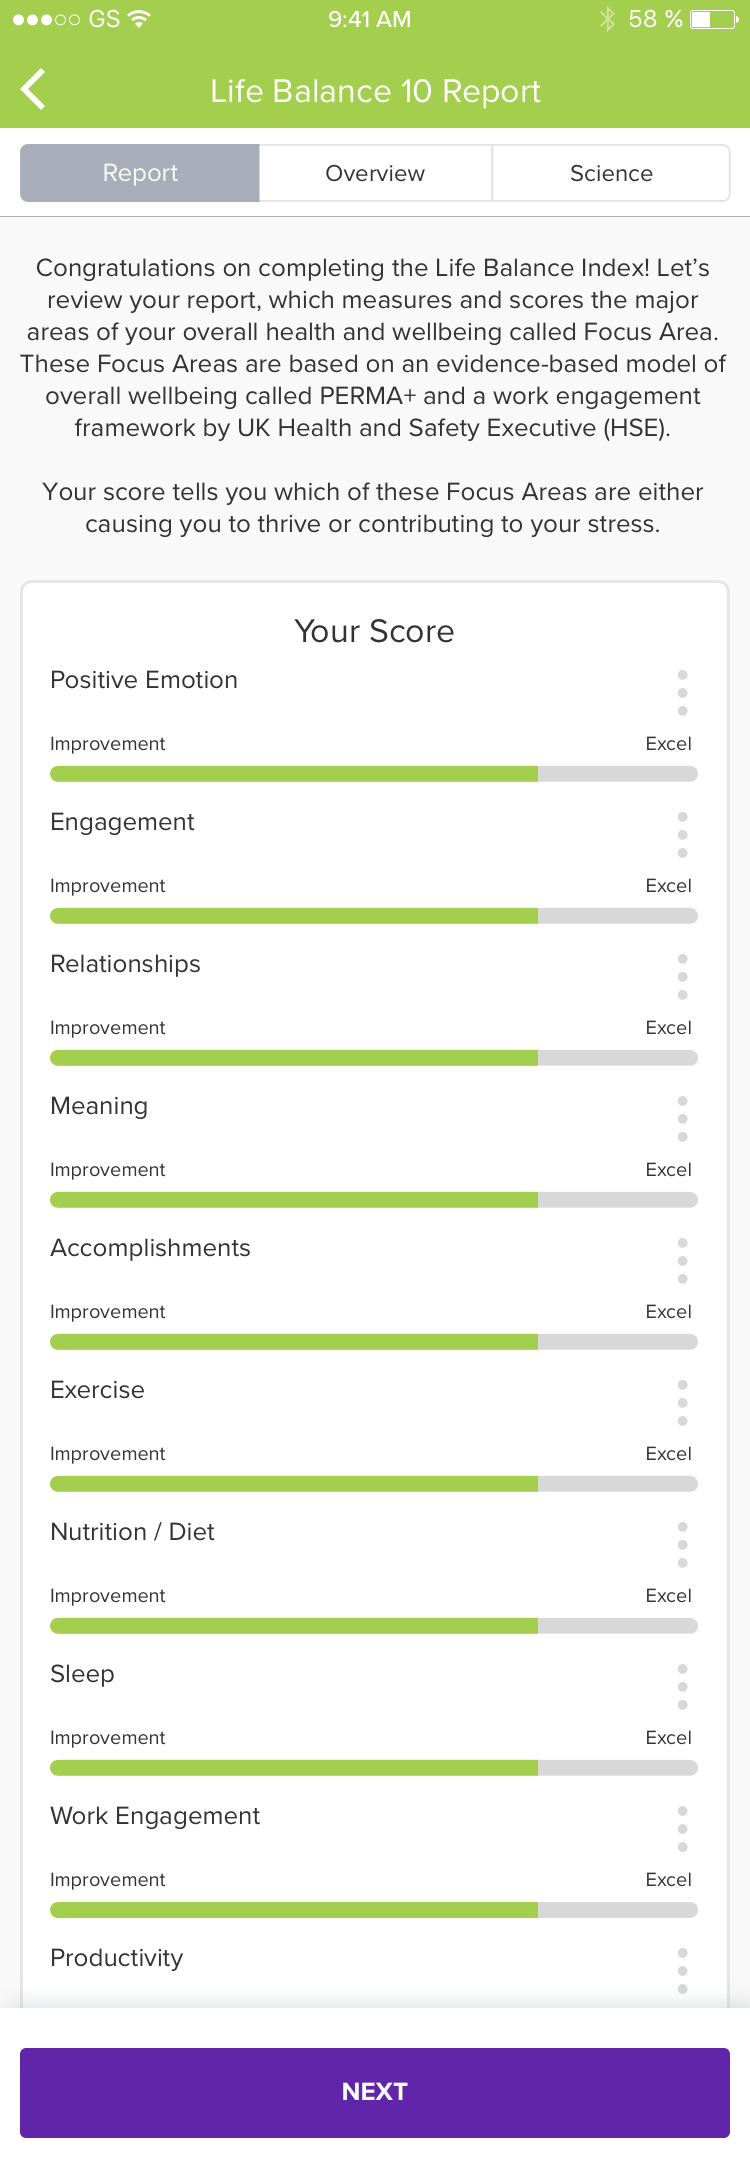 GS 9:41 AM 58 %
Life Balance 10 Report
Report Overview Science
Congratulations on completing the Life Balance Index! Let’s
review your report, which measures and scores the major
areas of your overall health and wellbeing called Focus Area.
These Focus Areas are based on an evidence-based model of
overall wellbeing called PERMA+ and a work engagement
framework by UK Health and Safety Executive (HSE).
Your score tells you which of these Focus Areas are either
causing you to thrive or contributing to your stress.
Your Score
Positive Emotion
Improvement Excel
Engagement
Improvement Excel
Relationships
Improvement Excel
Meaning
Improvement Excel
Accomplishments
Improvement Excel
Exercise
Improvement Excel
Nutrition / Diet
Improvement Excel
Sleep
Improvement Excel
Work Engagement
Improvement Excel
Productivity
NEXT